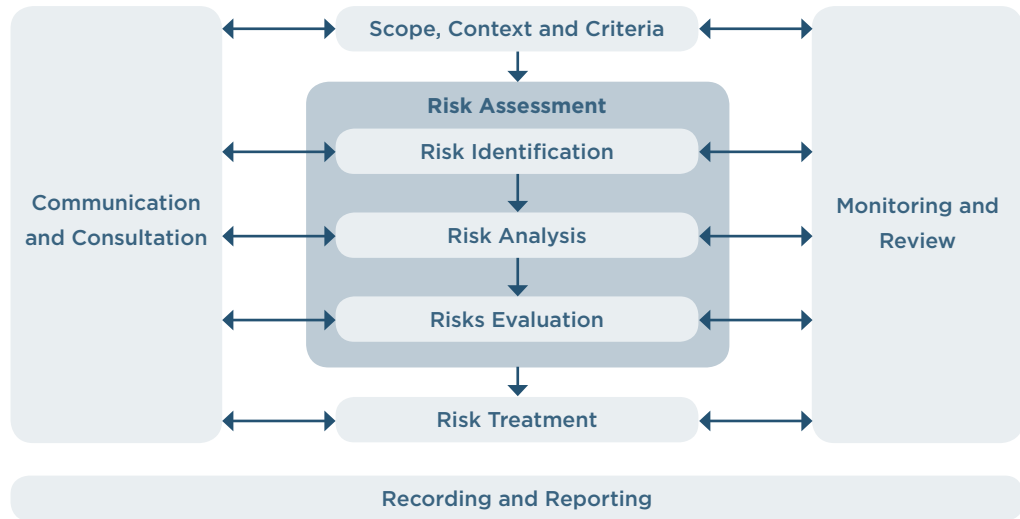 Scope, Context and Criteria
Risk Assessment
Risk Identification
Communication
and Consultation
Risk Analysis
Monitoring and
Review
Risks Evaluation
Risk Treatment
Recording and Reporting